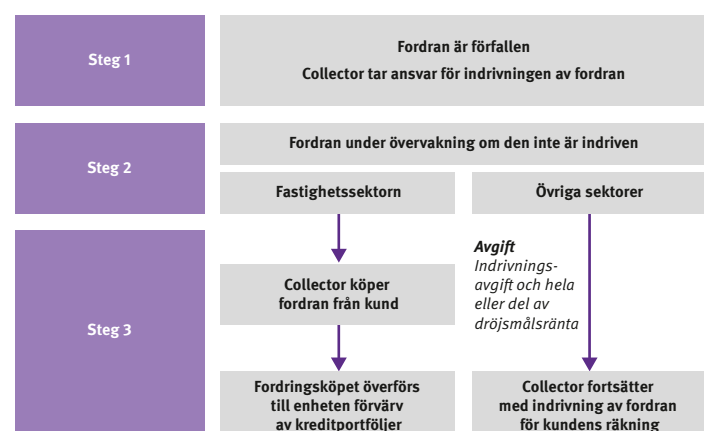 Steg 1
Fordran är förfallen
Collector tar ansvar för indrivningen av fordran
Steg 2
Fordran under övervakning om den inte är indriven
Fastighetssektorn
Övriga sektorer
Steg 3
Avgift
Indrivnings-
avgift och hela
eller del av
dröjsmålsränta
Collector köper
fordran från kund
Fordringsköpet överförs
till enheten förvärv
av kreditportföljer
Collector fortsätter
med indrivning av fordran
för kundens räkning